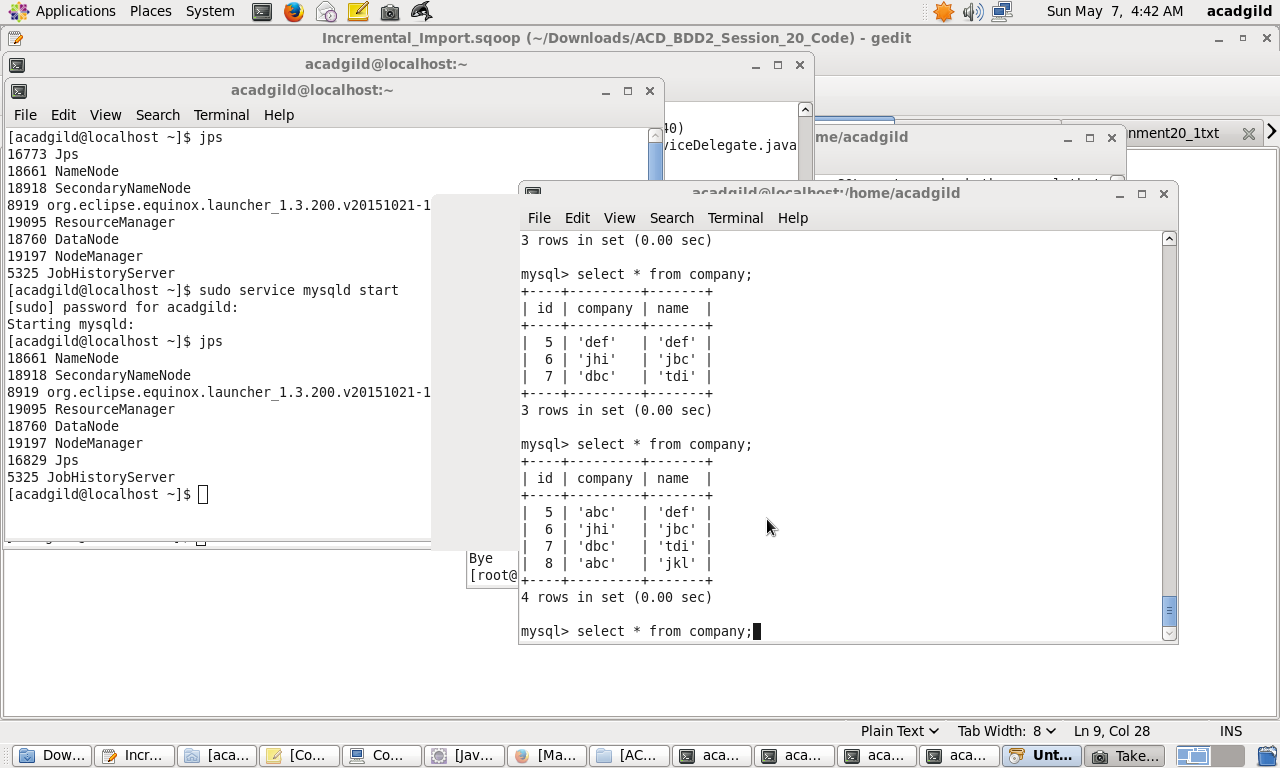 Applications Places System Sun May 7, 4:42 AM acadgild
Incremental_Import.sqoop (~/Downloads/ACD_BDD2_Session_20_Code) - gedit
acadgild@localhost:~
acadgild@localhost:~
File Edit View Search Terminal Help
[acadgild@localhost ~]$ jps
16773 Jps
18661 NameNode
18918 SecondaryNameNode
8919 org.eclipse.equinox.launcher_1.3.200.v20151021-1
19095 ResourceManager
18760 DataNode
19197 NodeManager
5325 JobHistoryServer
[acadgild@localhost ~]$ sudo service mysqld start
[sudo] password for acadgild:
Starting mysqld:
[acadgild@localhost ~]$ jps
18661 NameNode
18918 SecondaryNameNode
8919 org.eclipse.equinox.launcher_1.3.200.v20151021-1
19095 ResourceManager
18760 DataNode
19197 NodeManager
16829 Jps
5325 JobHistoryServer
[acadgild@localhost ~]$
40)
viceDelegate.java
me/acadgild
nment20_1txt
Bye
[root@
acadgild@localhost:/home/acadgild
File Edit View Search Terminal Help
3 rows in set (0.00 sec)
mysql> select * from company;
+----+---------+-------+
| id | company | name  |
+----+---------+-------+
|  5 | 'def'   | 'def' |
|  6 | 'jhi'   | 'jbc' |
|  7 | 'dbc'   | 'tdi' |
+----+---------+-------+
3 rows in set (0.00 sec)
mysql> select * from company;
+----+---------+-------+
| id | company | name  |
+----+---------+-------+
|  5 | 'abc'   | 'def' |
|  6 | 'jhi'   | 'jbc' |
|  7 | 'dbc'   | 'tdi' |
|  8 | 'abc'   | 'jkl' |
+----+---------+-------+
4 rows in set (0.00 sec)
mysql> select * from company;
Plain Text Tab Width: 8 Ln 9, Col 28 INS
Dow... Incr... [aca... [Co... Co... [Jav... [Ma... [AC... aca... aca... aca... aca... Unt... Take...